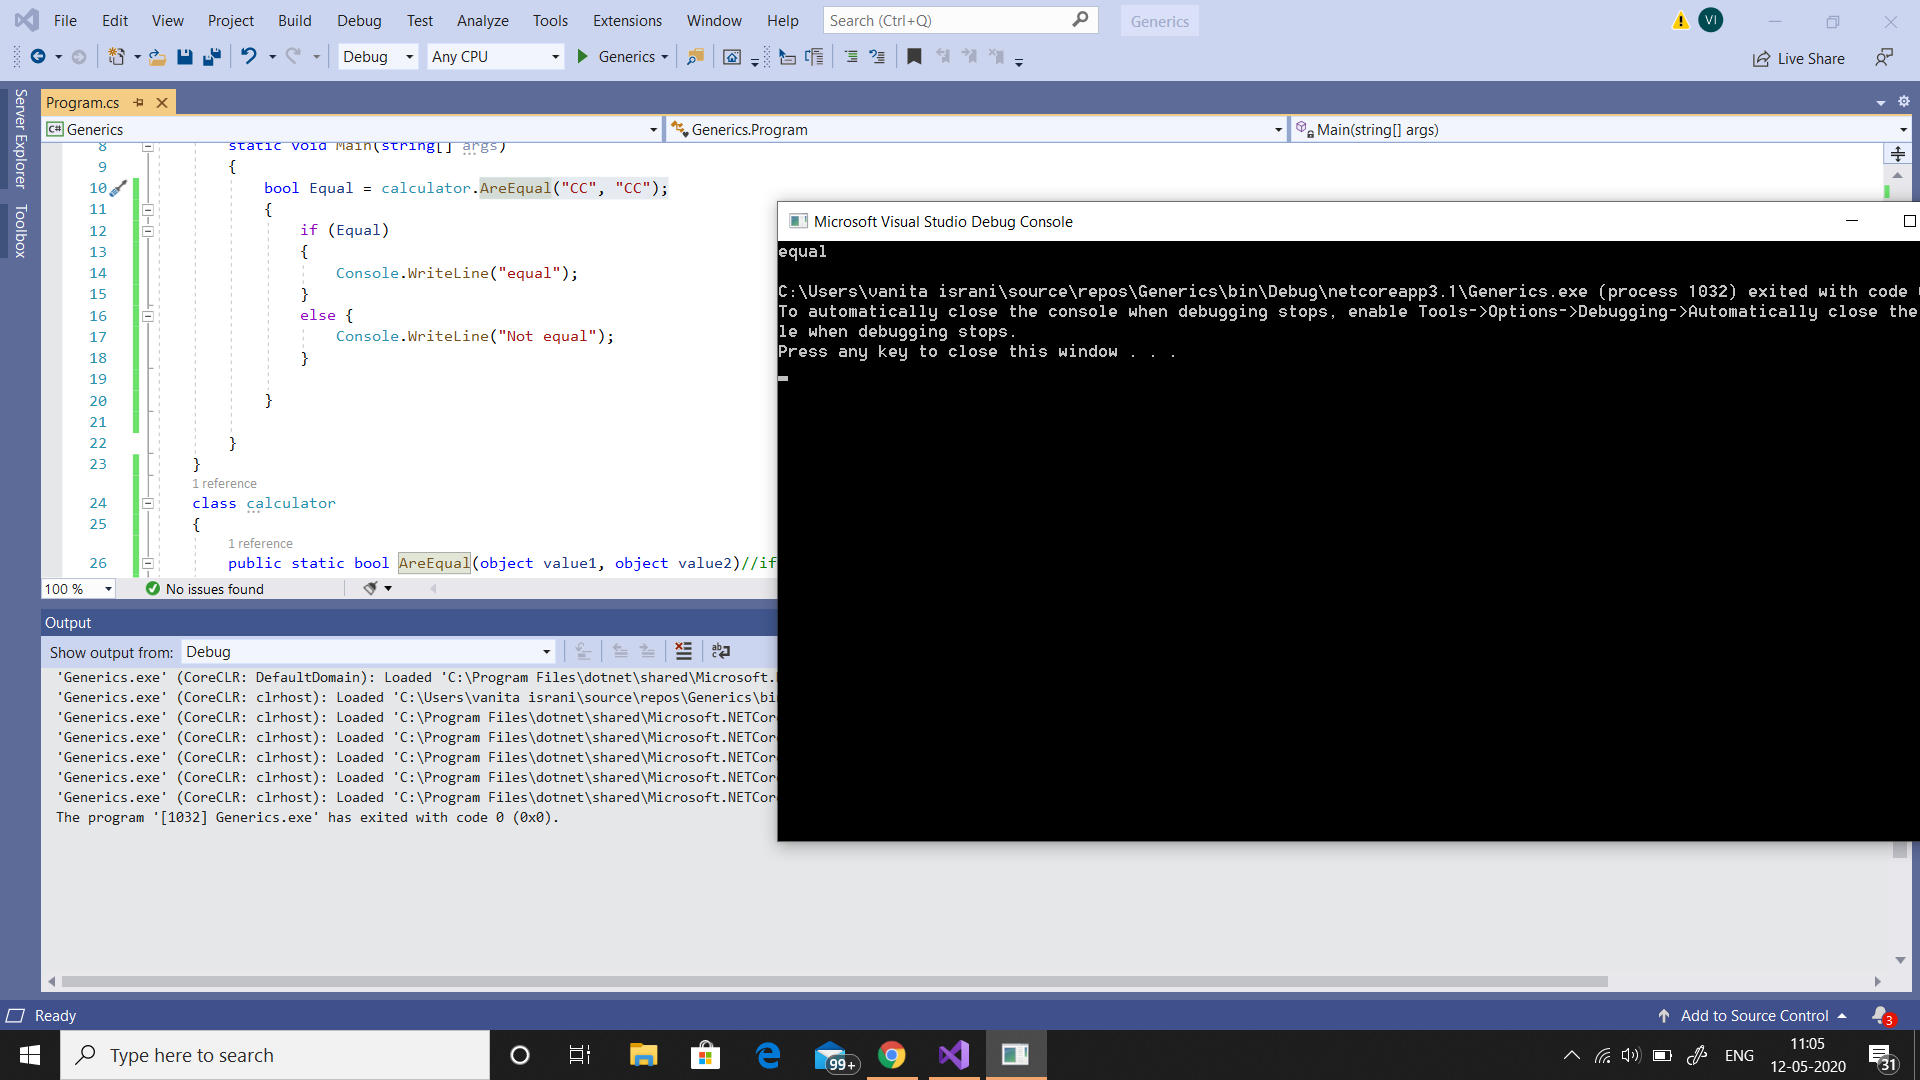 File Edit View Project Build Debug Test Analyze Tools Extensions Window Help Search (Ctrl+Q) Generics VI
Debug Any CPU Generics Live Share
Server Explorer
Toolbox
Program.cs
C# Generics Generics.Program Main(string[] args)
8 static void Main(string[] args)
9 {
10 bool Equal = calculator.AreEqual("CC", "CC");
11 {
12 if (Equal)
13 {
14 Console.WriteLine("equal");
15 }
16 else {
17 Console.WriteLine("Not equal");
18 }
19
20 }
21
22 }
23 }
1 reference
24 class calculator
25 {
1 reference
26 public static bool AreEqual(object value1, object value2)//if
100 % No issues found
Microsoft Visual Studio Debug Console
equal
C:\Users\vanita israni\source\repos\Generics\bin\Debug\netcoreapp3.1\Generics.exe (process 1032) exited with code
To automatically close the console when debugging stops, enable Tools->Options->Debugging->Automatically close the
le when debugging stops.
Press any key to close this window . . .
Output
Show output from: Debug
'Generics.exe' (CoreCLR: DefaultDomain): Loaded 'C:\Program Files\dotnet\shared\Microsoft.
'Generics.exe' (CoreCLR: clrhost): Loaded 'C:\Users\vanita israni\source\repos\Generics\bin
'Generics.exe' (CoreCLR: clrhost): Loaded 'C:\Program Files\dotnet\shared\Microsoft.NETCor
'Generics.exe' (CoreCLR: clrhost): Loaded 'C:\Program Files\dotnet\shared\Microsoft.NETCor
'Generics.exe' (CoreCLR: clrhost): Loaded 'C:\Program Files\dotnet\shared\Microsoft.NETCor
'Generics.exe' (CoreCLR: clrhost): Loaded 'C:\Program Files\dotnet\shared\Microsoft.NETCor
'Generics.exe' (CoreCLR: clrhost): Loaded 'C:\Program Files\dotnet\shared\Microsoft.NETCor
The program '[1032] Generics.exe' has exited with code 0 (0x0).
Ready Add to Source Control 3
Type here to search 99+ ENG 11:05
12-05-2020 31